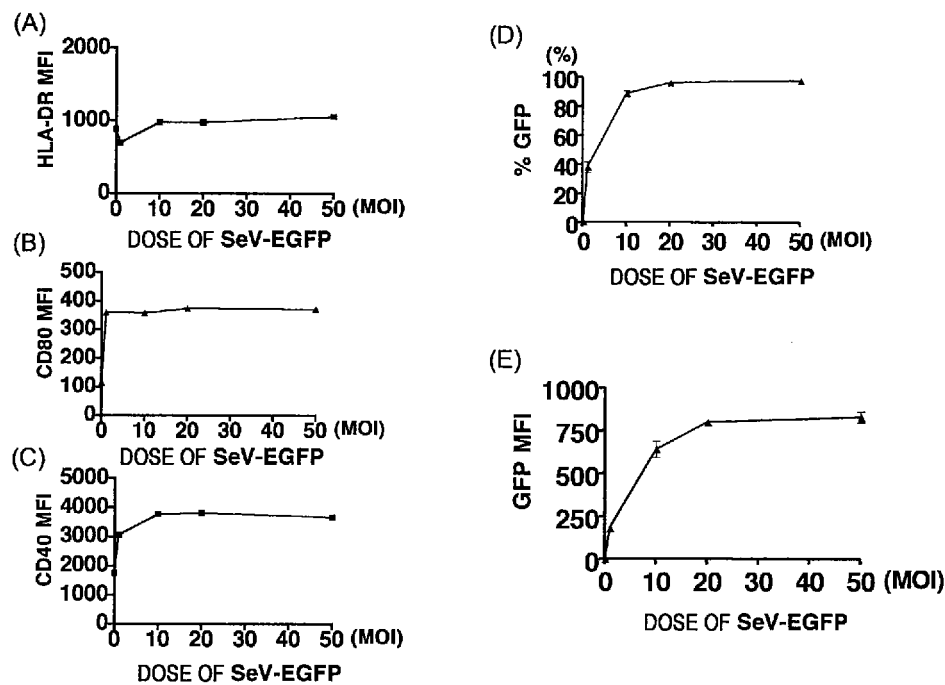 (A)
HLA-DR MFI
2000
1000
0
0 10 20 30 40 50 (MOI)
DOSE OF SeV-EGFP
(B)
CD80 MFI
500
400
300
200
100
0
0 10 20 30 40 50 (MOI)
DOSE OF SeV-EGFP
(C)
CD40 MFI
5000
4000
3000
2000
1000
0
0 10 20 30 40 50 (MOI)
DOSE OF SeV-EGFP
(D)
(%)
% GFP
100
80
60
40
20
0
0 10 20 30 40 50 (MOI)
DOSE OF SeV-EGFP
(E)
GFP MFI
1000
750
500
250
0
0 10 20 30 40 50 (MOI)
DOSE OF SeV-EGFP